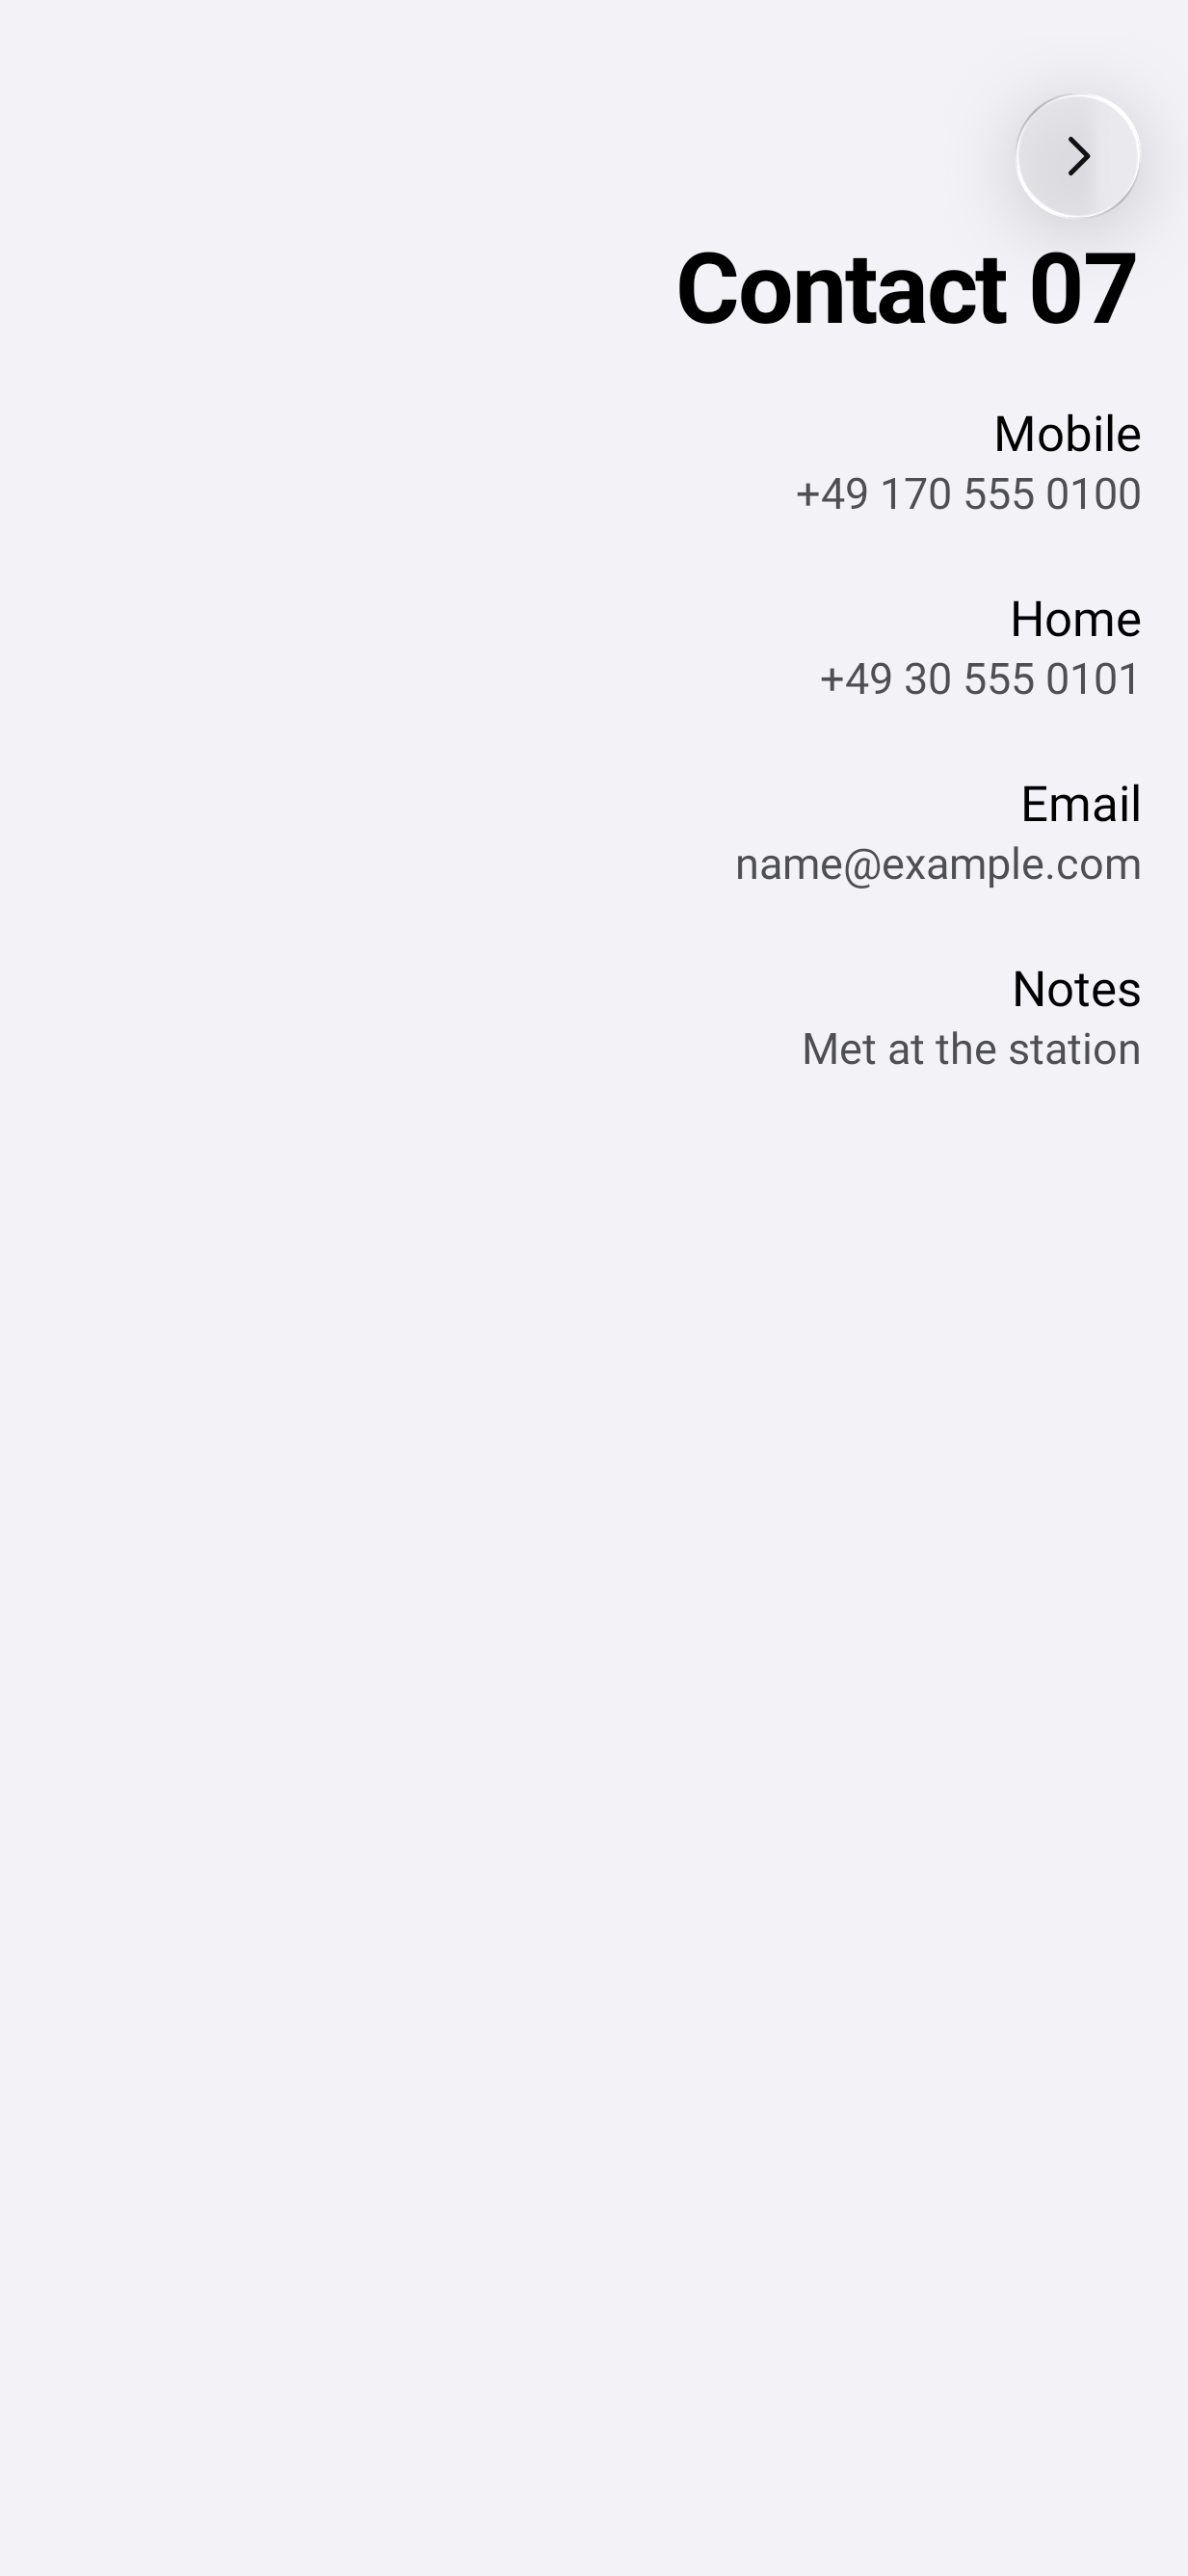 Contact 07
Mobile
+49 170 555 0100
Home
+49 30 555 0101
Email
name@example.com
Notes
Met at the station